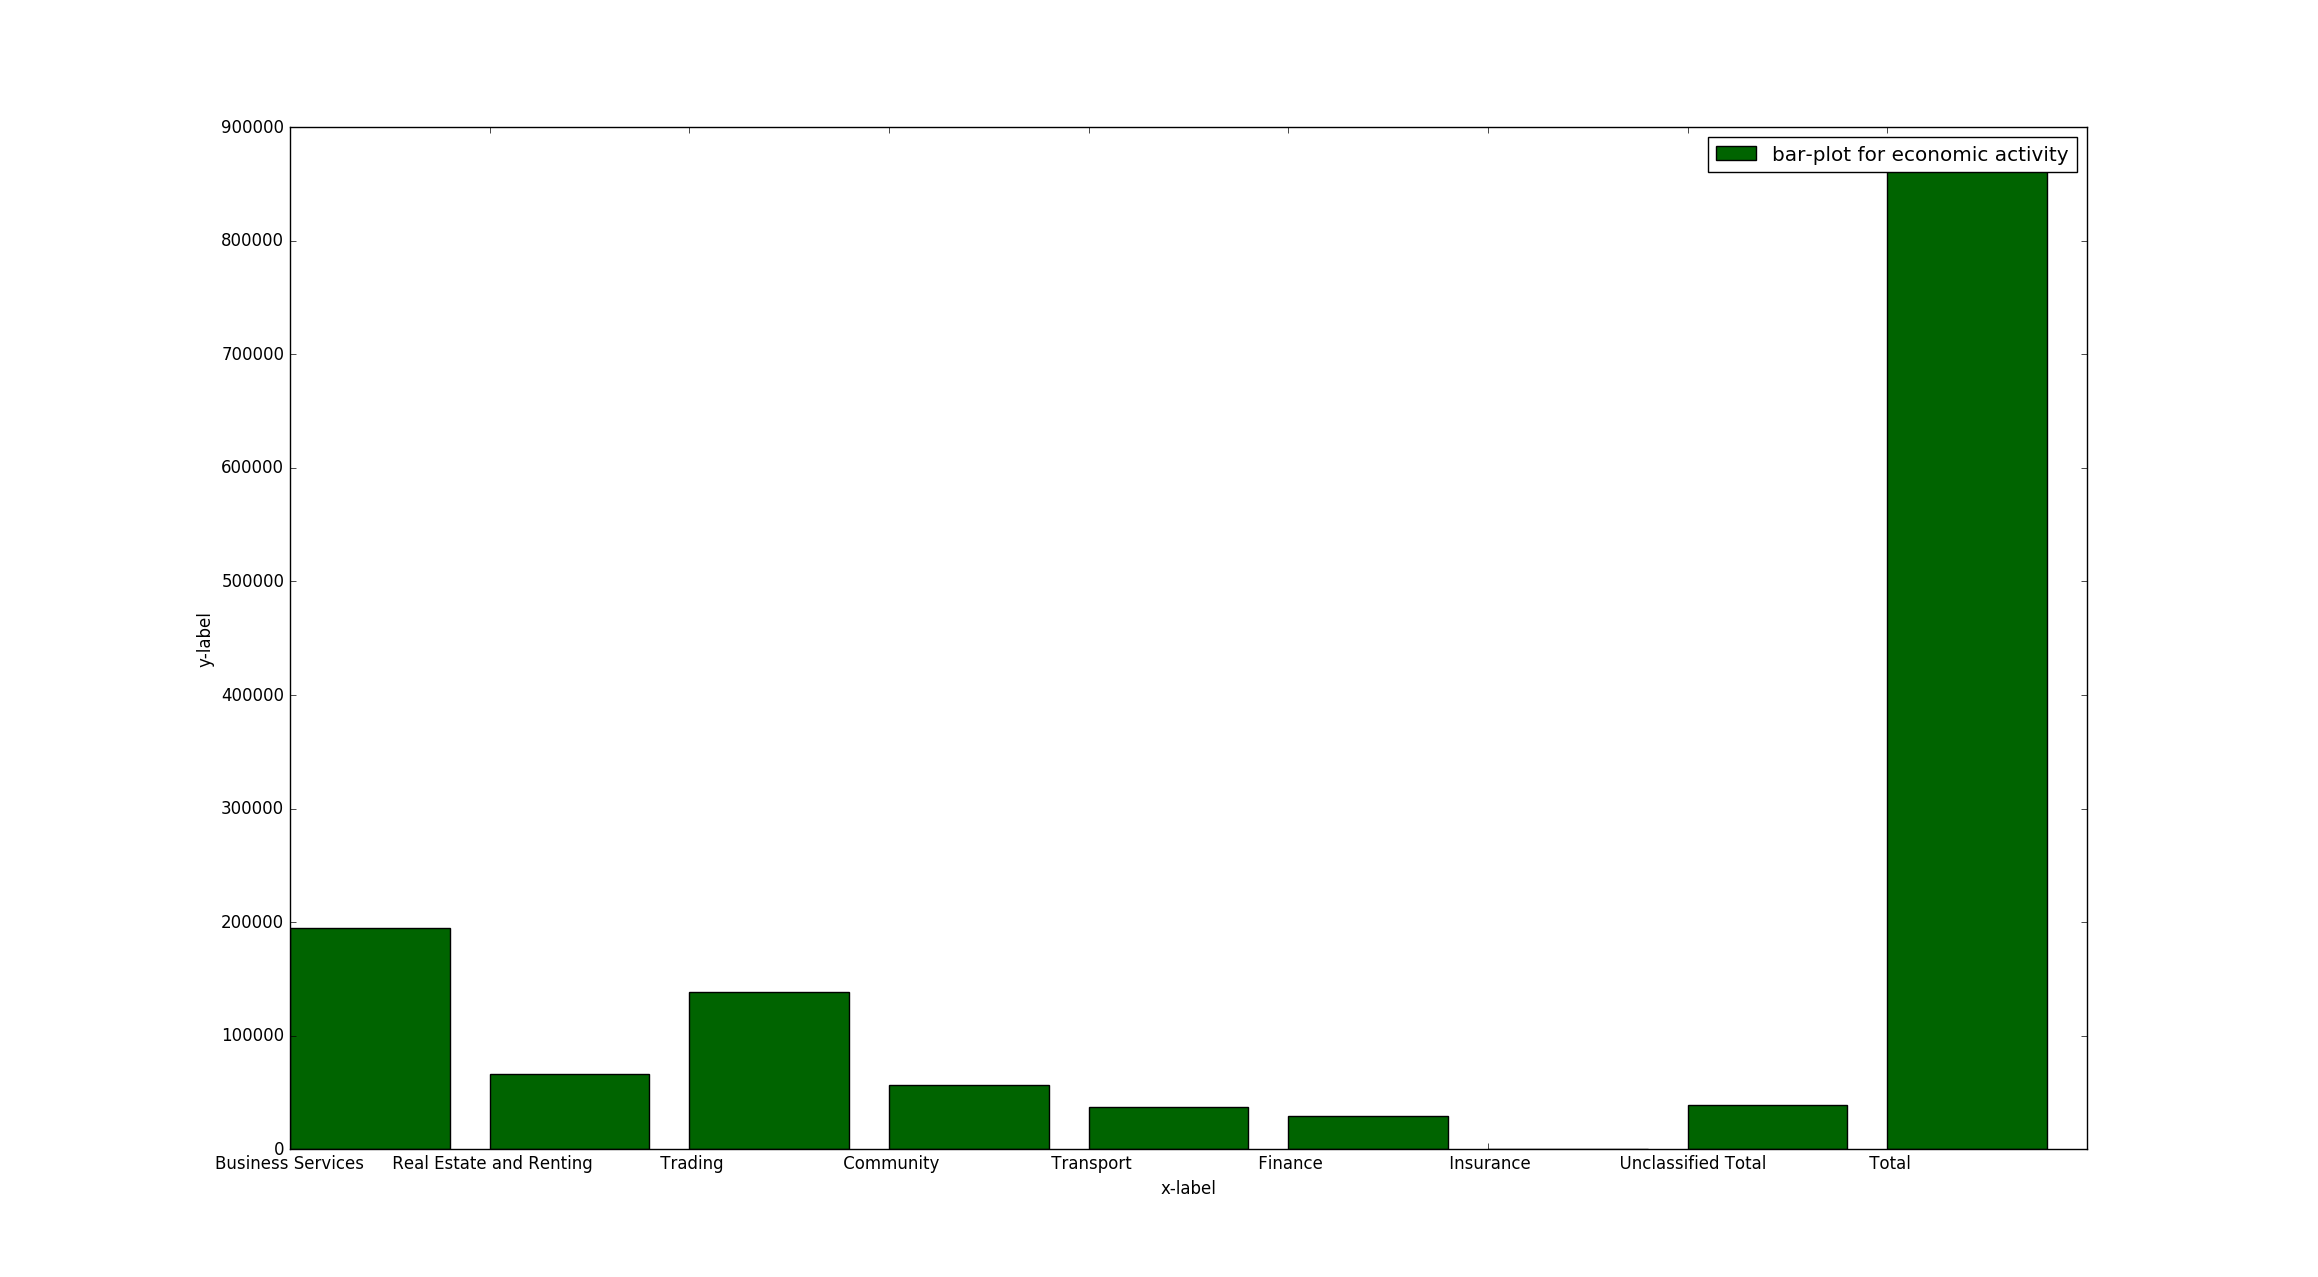 900000
bar-plot for economic activity
800000
700000
600000
500000
y-label
400000
300000
200000
100000
0
Business Services Real Estate and Renting Trading Community Transport Finance Insurance Unclassified Total Total
x-label